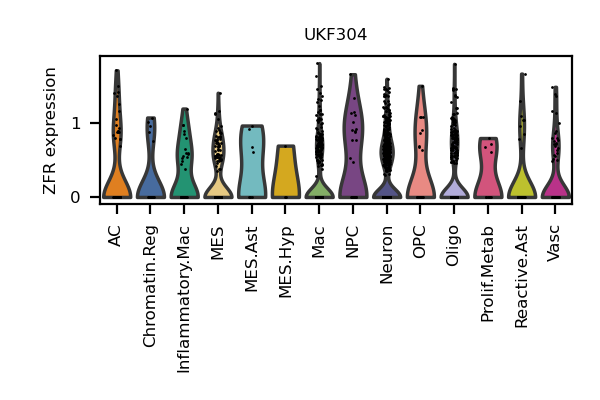 UKF304
ZFR expression
1
0
AC
Chromatin.Reg
Inflammatory.Mac
MES
MES.Ast
MES.Hyp
Mac
NPC
Neuron
OPC
Oligo
Prolif.Metab
Reactive.Ast
Vasc